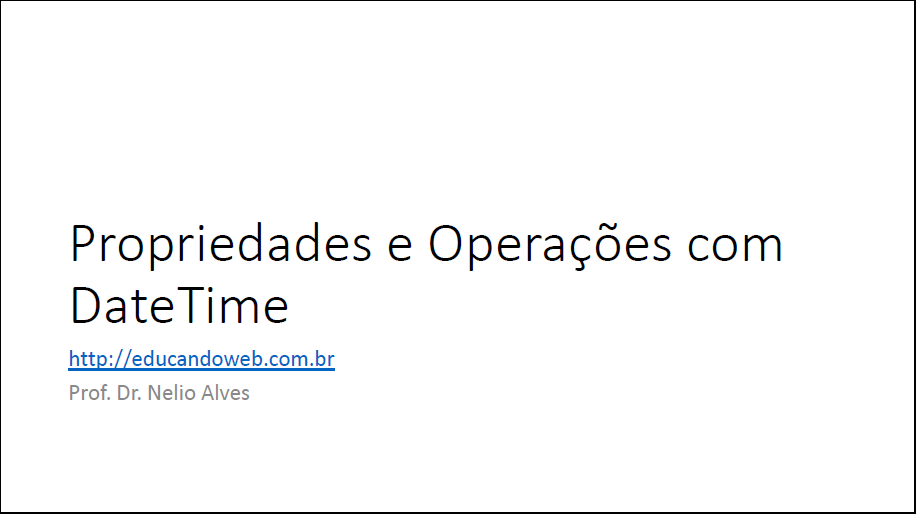 Propriedades e Operações com
DateTime
http://educandoweb.com.br
Prof. Dr. Nelio Alves